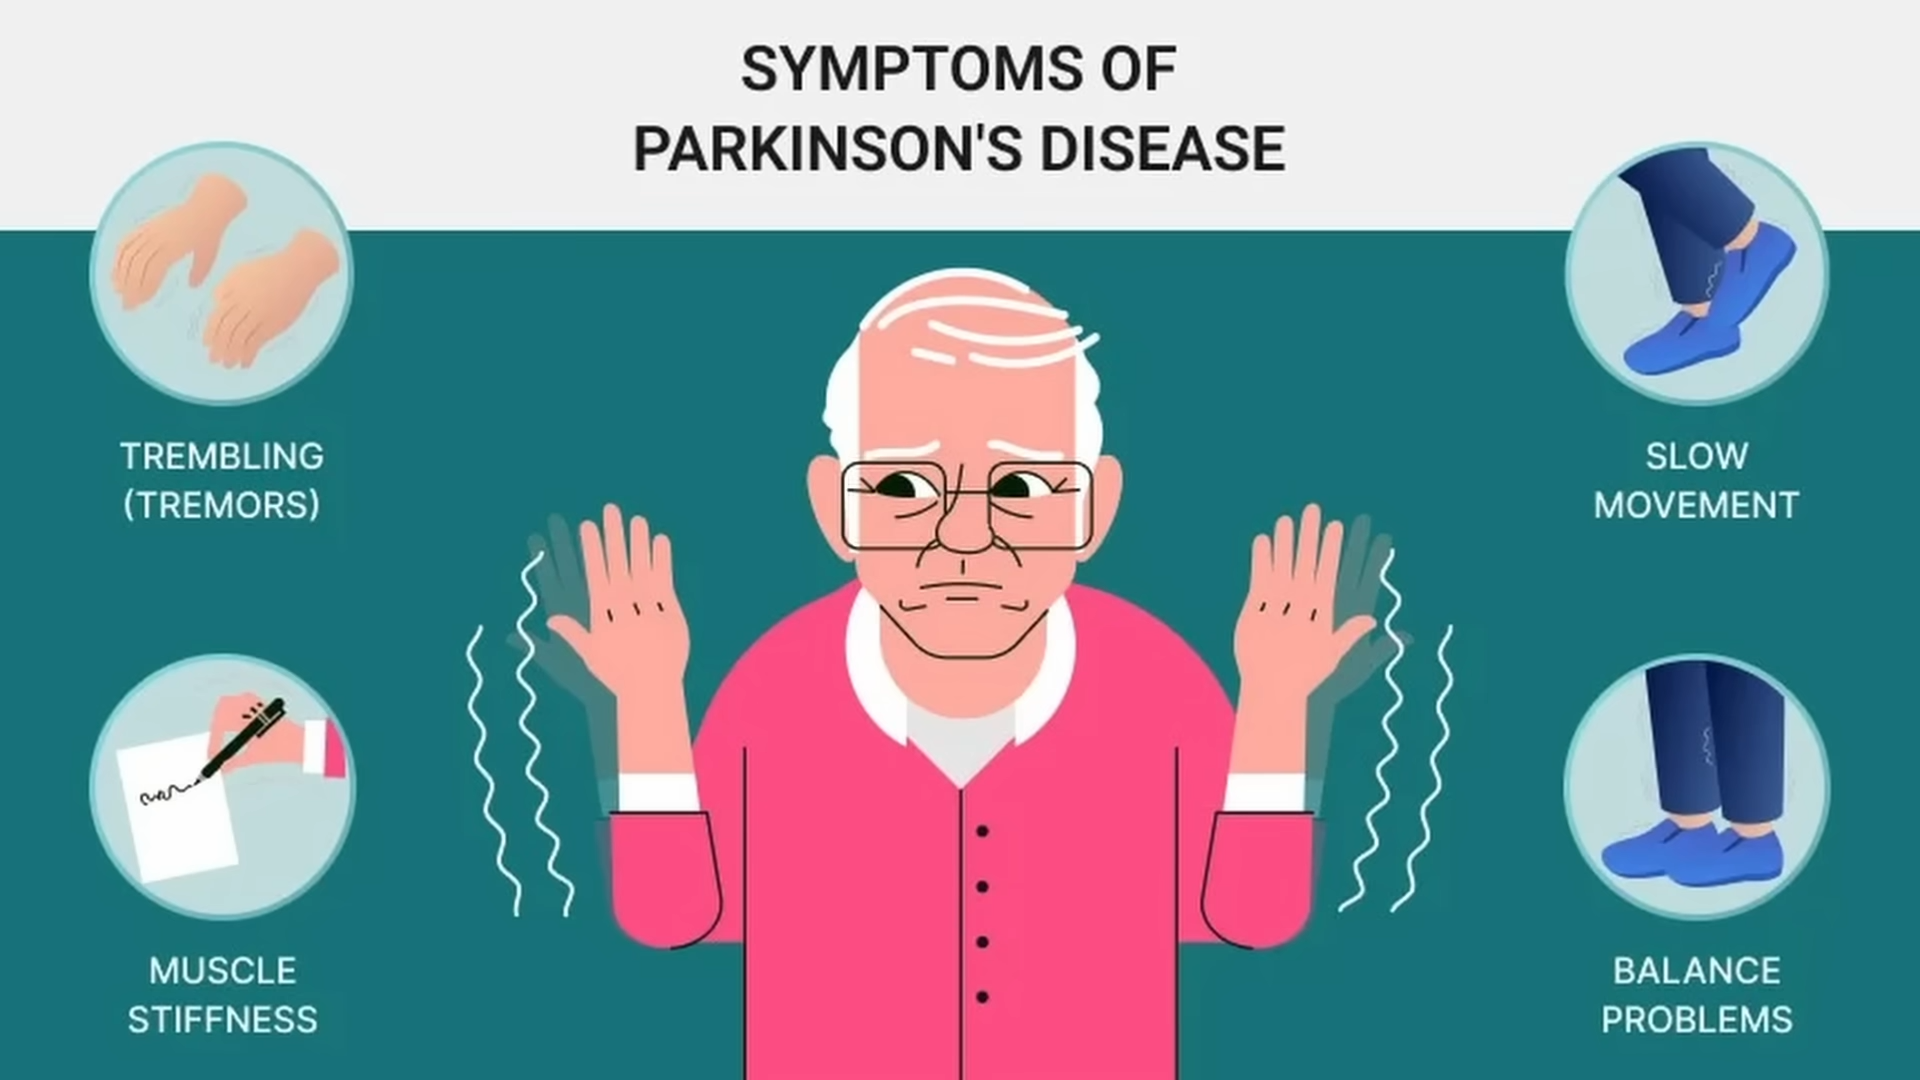 SYMPTOMS OF
PARKINSON'S DISEASE
TREMBLING
(TREMORS)
SLOW
MOVEMENT
MUSCLE
STIFFNESS
BALANCE
PROBLEMS